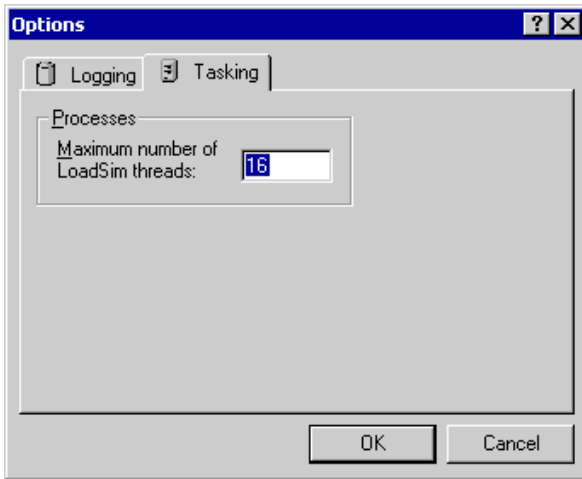 Options
Logging
Tasking
Processes
Maximum number of
LoadSim threads:
16
OK
Cancel